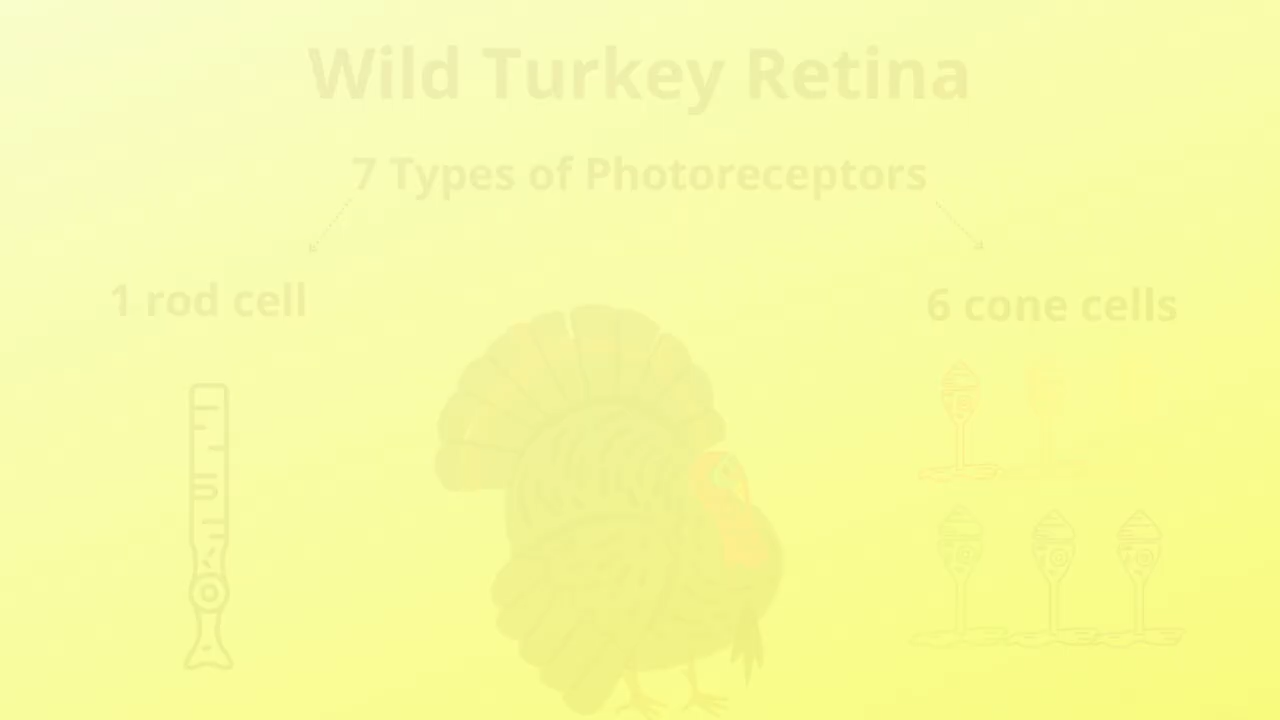 Wild Turkey Retina
7 Types of Photoreceptors
1 rod cell
6 cone cells